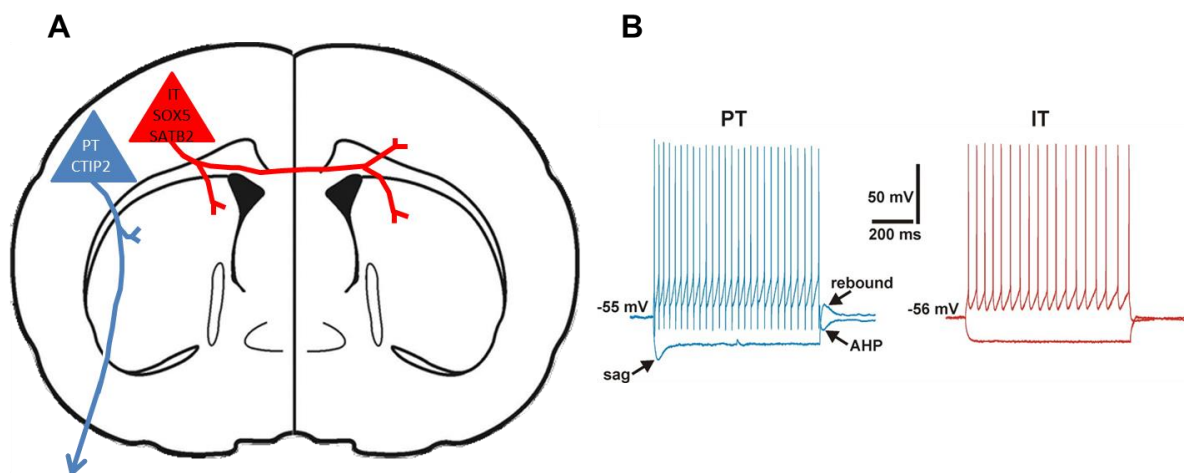 A
IT
SOX5
SATB2
PT
CTIP2
B
PT
IT
50 mV
200 ms
-55 mV
rebound
AHP
sag
-56 mV